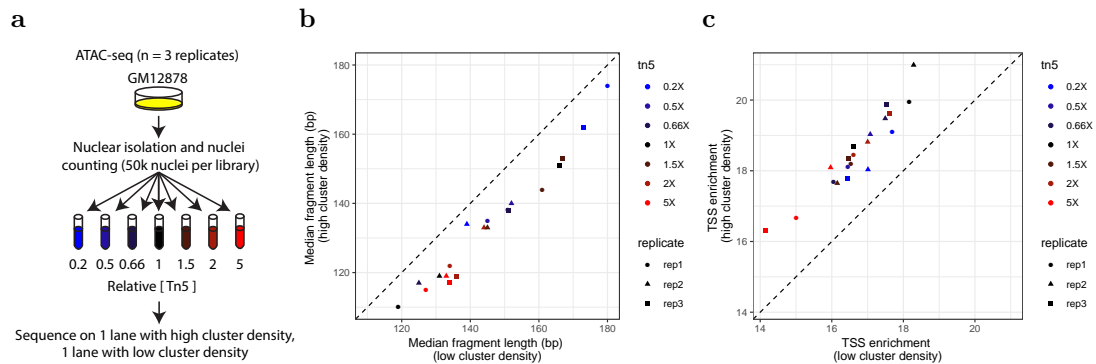 a
ATAC-seq (n = 3 replicates)
GM12878
Nuclear isolation and nuclei
counting (50k nuclei per library)
0.2 0.5 0.66 1 1.5 2 5
Relative [ Tn5 ]
Sequence on 1 lane with high cluster density,
1 lane with low cluster density
b
Median fragment length (bp)
(high cluster density)
180
160
140
120
120 140 160 180
Median fragment length (bp)
(low cluster density)
tn5
0.2X
0.5X
0.66X
1X
1.5X
2X
5X
replicate
rep1
rep2
rep3
c
TSS enrichment
(high cluster density)
20
18
16
14
14 16 18 20
TSS enrichment
(low cluster density)
tn5
0.2X
0.5X
0.66X
1X
1.5X
2X
5X
replicate
rep1
rep2
rep3